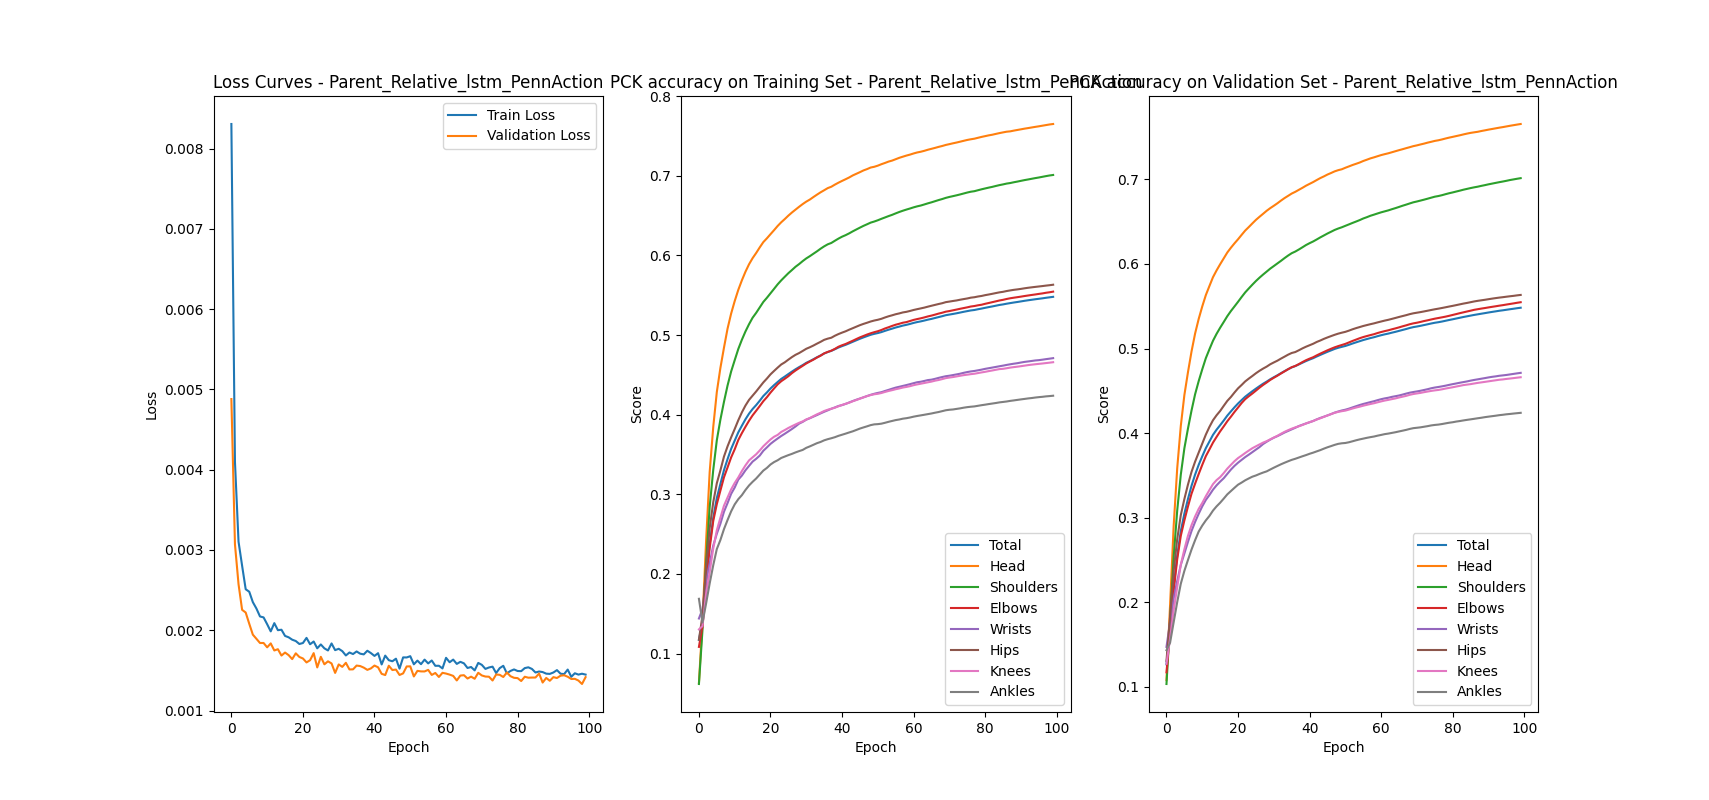 Loss Curves - Parent_Relative_lstm_PennAction
Train Loss
Validation Loss
0.008
0.007
0.006
0.005
0.004
0.003
0.002
0.001
Loss
0
20
40
60
80
100
Epoch
PCK accuracy on Training Set - Parent_Relative_lstm_PennAction
0.8
0.7
0.6
0.5
0.4
0.3
0.2
0.1
Score
Total
Head
Shoulders
Elbows
Wrists
Hips
Knees
Ankles
0
20
40
60
80
100
Epoch
PCK accuracy on Validation Set - Parent_Relative_lstm_PennAction
0.7
0.6
0.5
0.4
0.3
0.2
0.1
Score
Total
Head
Shoulders
Elbows
Wrists
Hips
Knees
Ankles
0
20
40
60
80
100
Epoch